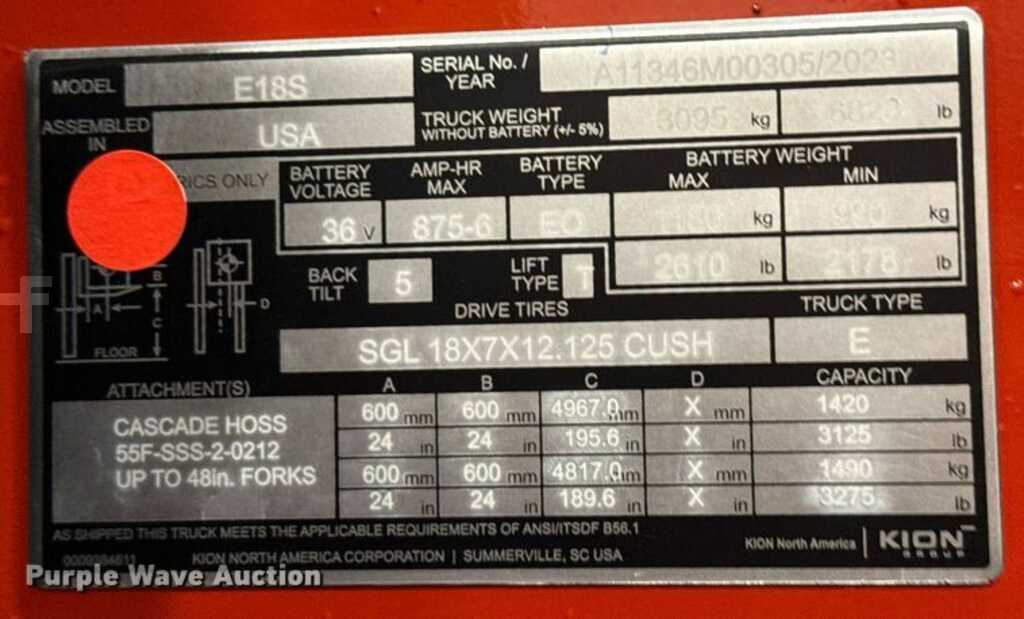 MODEL E18S
SERIAL No. / YEAR A11346M00305/2023
ASSEMBLED IN USA
TRUCK WEIGHT
WITHOUT BATTERY (+/- 5%) kg lb
RICS ONLY
BATTERY VOLTAGE AMP-HR MAX BATTERY TYPE BATTERY WEIGHT
MAX MIN
36 V 875-6 EO kg kg
2610 lb 2178 lb
BACK TILT 5 LIFT TYPE T
DRIVE TIRES TRUCK TYPE
SGL 18X7X12.125 CUSH E
A B C D
FLOOR
ATTACHMENT(S) A B C D CAPACITY
CASCADE HOSS
55F-SSS-2-0212
UP TO 48in. FORKS
600 mm 600 mm 4967.0 mm X mm 1420 kg
24 in 24 in 195.6 in X in 3125 lb
600 mm 600 mm 4817.0 mm X mm 1490 kg
24 in 24 in 189.6 in X in 3275 lb
AS SHIPPED THIS TRUCK MEETS THE APPLICABLE REQUIREMENTS OF ANSI/ITSDF B56.1
KION NORTH AMERICA CORPORATION | SUMMERVILLE, SC USA
KION North America | KION GROUP
Purple Wave Auction